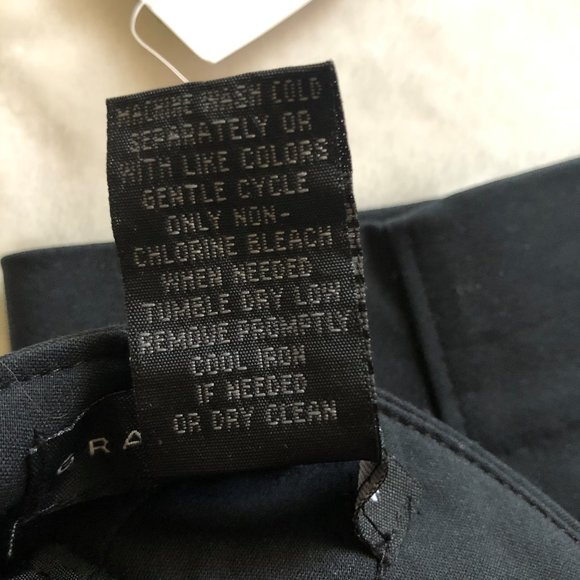 MACHINE WASH COLD
SEPARATELY OR
WITH LIKE COLORS
GENTLE CYCLE
ONLY NON-
CHLORINE BLEACH
WHEN NEEDED
TUMBLE DRY LOW
REMOVE PROMPTLY
COOL IRON
IF NEEDED
OR DRY CLEAN